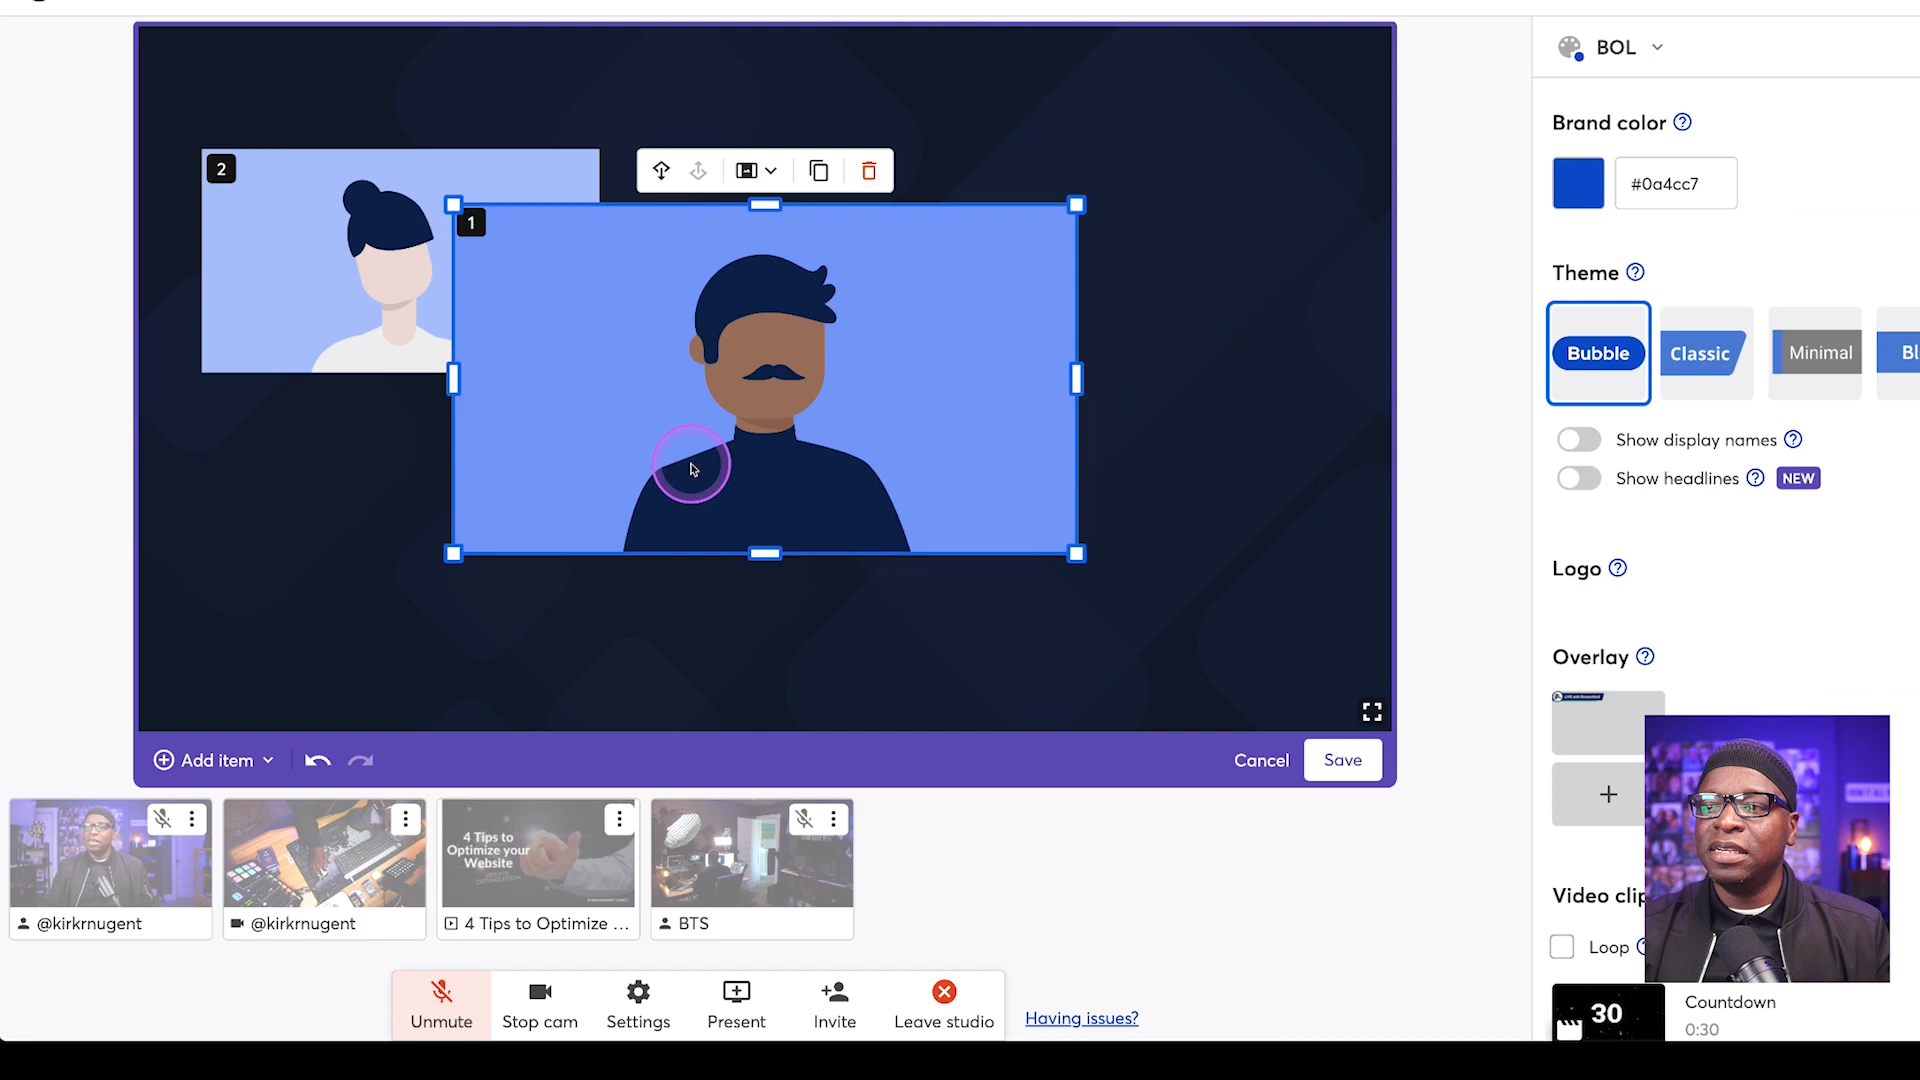 BOL
Brand color
#0a4cc7
Theme
Bubble
Classic
Minimal
Bl
Show display names
Show headlines
NEW
Logo
Overlay
Video clip
Loop
30
Countdown
0:30
2
1
Add item
Cancel
Save
4 Tips to
Optimize your
Website
@kirkrnugent
@kirkrnugent
4 Tips to Optimize ...
BTS
Unmute
Stop cam
Settings
Present
Invite
Leave studio
Having issues?